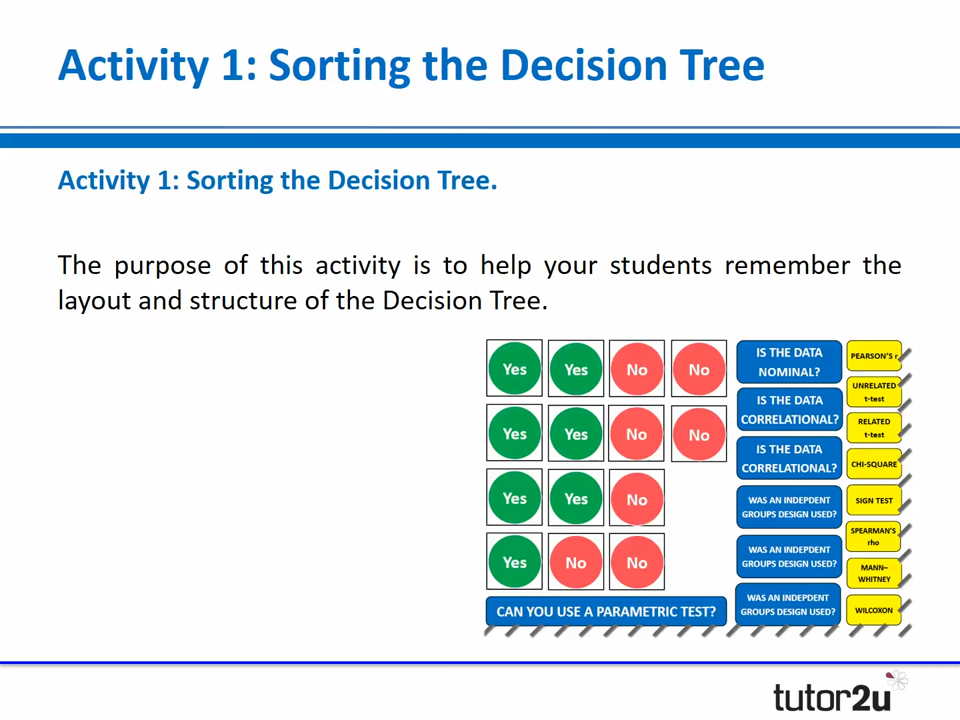 Activity 1: Sorting the Decision Tree
Activity 1: Sorting the Decision Tree.
The purpose of this activity is to help your students remember the
layout and structure of the Decision Tree.
Yes Yes No No
Yes Yes No No
Yes Yes No
Yes No No
CAN YOU USE A PARAMETRIC TEST?
IS THE DATA
NOMINAL?
IS THE DATA
CORRELATIONAL?
IS THE DATA
CORRELATIONAL?
WAS AN INDEPDENT
GROUPS DESIGN USED?
WAS AN INDEPDENT
GROUPS DESIGN USED?
WAS AN INDEPDENT
GROUPS DESIGN USED?
PEARSON'S r
UNRELATED
t-test
RELATED
t-test
CHI-SQUARE
SIGN TEST
SPEARMAN'S
rho
MANN–
WHITNEY
WILCOXON
tutor2u